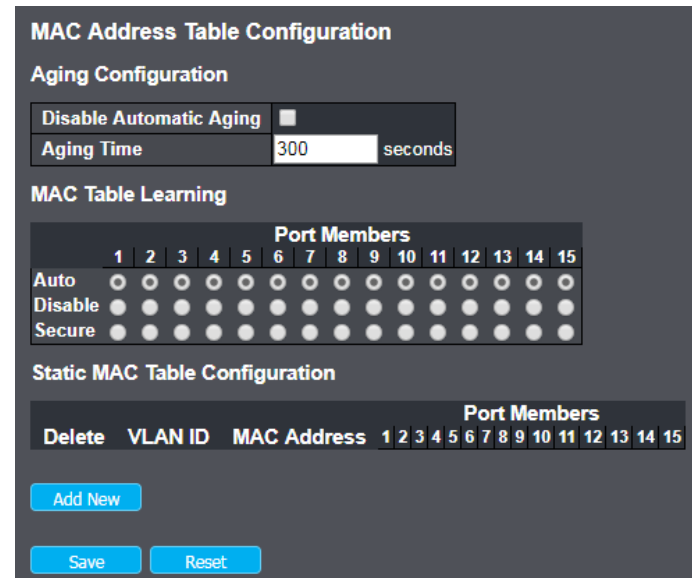 MAC Address Table Configuration
Aging Configuration
Disable Automatic Aging
Aging Time 300 seconds
MAC Table Learning
Port Members
1 2 3 4 5 6 7 8 9 10 11 12 13 14 15
Auto
Disable
Secure
Static MAC Table Configuration
Port Members
Delete VLAN ID MAC Address 1 2 3 4 5 6 7 8 9 10 11 12 13 14 15
Add New
Save Reset